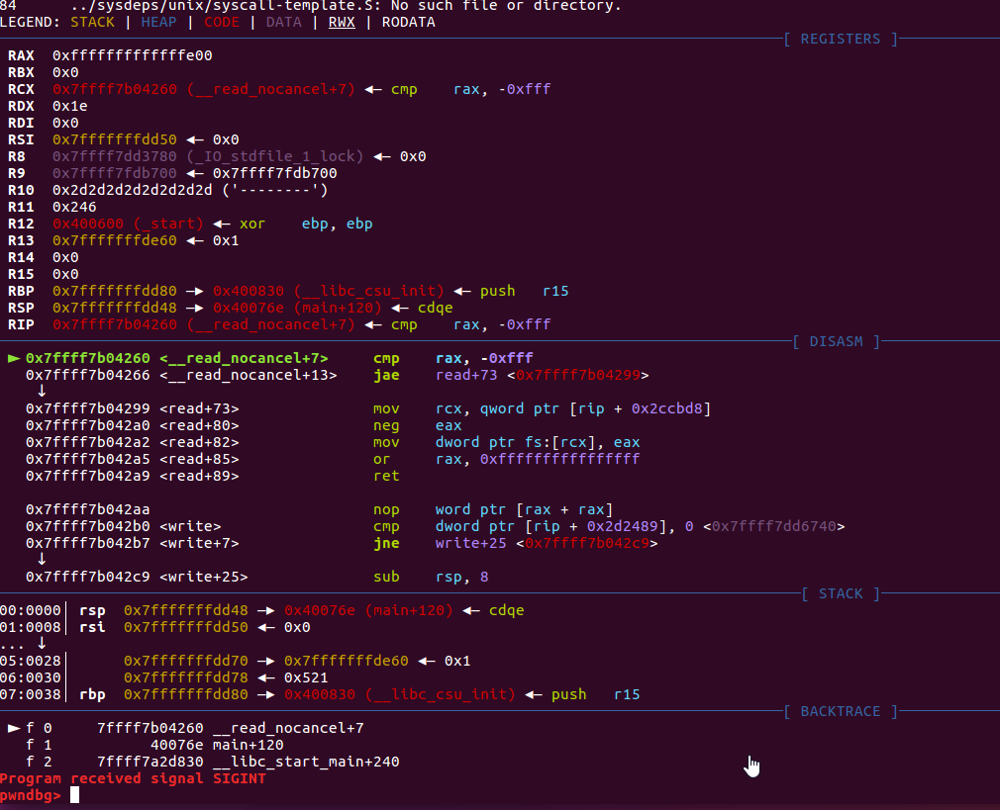 84      ../sysdeps/unix/syscall-template.S: No such file or directory.
LEGEND: STACK | HEAP | CODE | DATA | RWX | RODATA
[ REGISTERS ]
RAX  0xfffffffffffffe00
RBX  0x0
RCX  0x7ffff7b04260 (__read_nocancel+7) ◂— cmp    rax, -0xfff
RDX  0x1e
RDI  0x0
RSI  0x7fffffffdd50 ◂— 0x0
R8   0x7ffff7dd3780 (_IO_stdfile_1_lock) ◂— 0x0
R9   0x7ffff7fdb700 ◂— 0x7ffff7fdb700
R10  0x2d2d2d2d2d2d2d2d ('--------')
R11  0x246
R12  0x400600 (_start) ◂— xor    ebp, ebp
R13  0x7fffffffde60 ◂— 0x1
R14  0x0
R15  0x0
RBP  0x7fffffffdd80 —▸ 0x400830 (__libc_csu_init) ◂— push   r15
RSP  0x7fffffffdd48 —▸ 0x40076e (main+120) ◂— cdqe
RIP  0x7ffff7b04260 (__read_nocancel+7) ◂— cmp    rax, -0xfff
[ DISASM ]
► 0x7ffff7b04260 <__read_nocancel+7>     cmp    rax, -0xfff
0x7ffff7b04266 <__read_nocancel+13>    jae    read+73 <0x7ffff7b04299>
↓
0x7ffff7b04299 <read+73>               mov    rcx, qword ptr [rip + 0x2ccbd8]
0x7ffff7b042a0 <read+80>               neg    eax
0x7ffff7b042a2 <read+82>               mov    dword ptr fs:[rcx], eax
0x7ffff7b042a5 <read+85>               or     rax, 0xffffffffffffffff
0x7ffff7b042a9 <read+89>               ret
0x7ffff7b042aa                         nop    word ptr [rax + rax]
0x7ffff7b042b0 <write>                 cmp    dword ptr [rip + 0x2d2489], 0 <0x7ffff7dd6740>
0x7ffff7b042b7 <write+7>               jne    write+25 <0x7ffff7b042c9>
↓
0x7ffff7b042c9 <write+25>              sub    rsp, 8
[ STACK ]
00:0000│ rsp  0x7fffffffdd48 —▸ 0x40076e (main+120) ◂— cdqe
01:0008│ rsi  0x7fffffffdd50 ◂— 0x0
... ↓
05:0028│      0x7fffffffdd70 —▸ 0x7fffffffde60 ◂— 0x1
06:0030│      0x7fffffffdd78 ◂— 0x521
07:0038│ rbp  0x7fffffffdd80 —▸ 0x400830 (__libc_csu_init) ◂— push   r15
[ BACKTRACE ]
► f 0     7ffff7b04260 __read_nocancel+7
f 1           40076e main+120
f 2     7ffff7a2d830 __libc_start_main+240
Program received signal SIGINT
pwndbg>